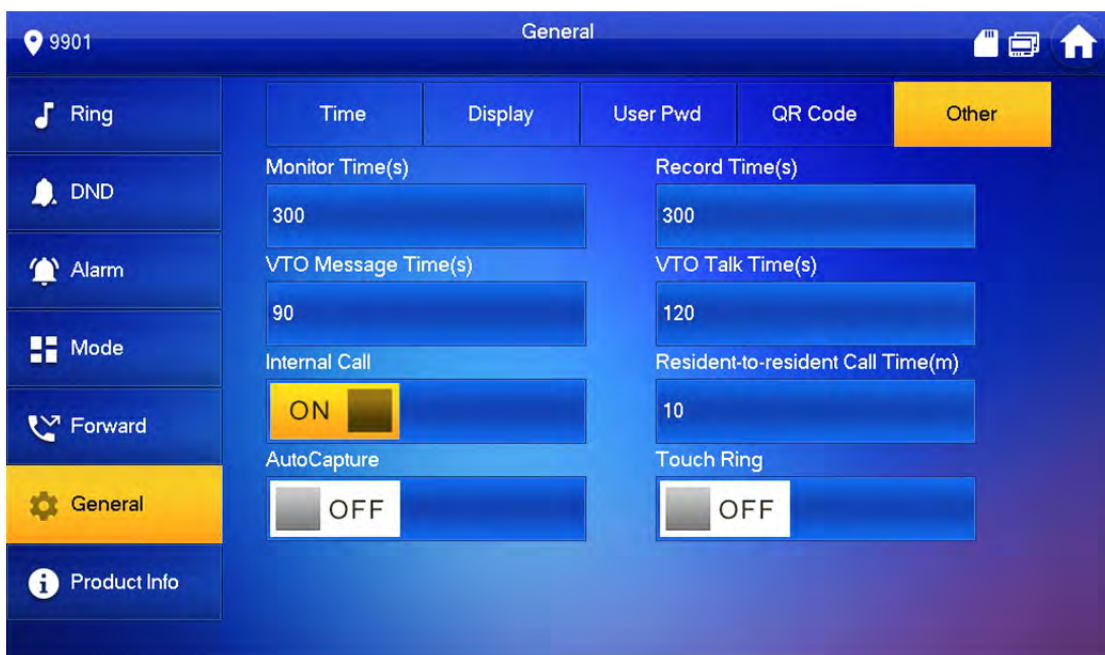 9901
General
Ring
DND
Alarm
Mode
Forward
General
Product Info
Time
Display
User Pwd
QR Code
Other
Monitor Time(s)
300
Record Time(s)
300
VTO Message Time(s)
90
VTO Talk Time(s)
120
Internal Call
ON
Resident-to-resident Call Time(m)
10
AutoCapture
OFF
Touch Ring
OFF